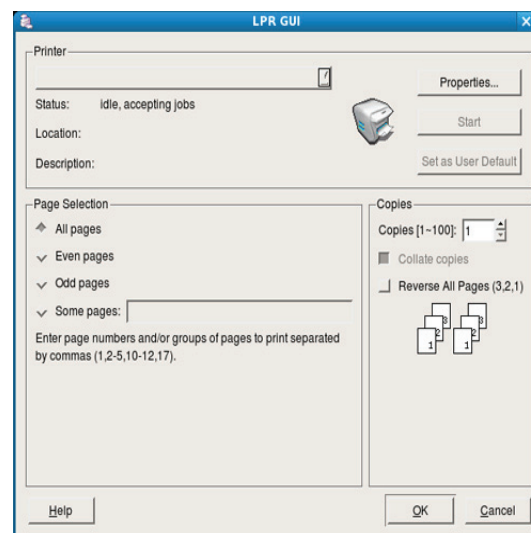 LPR GUI
Printer
Properties...
Status: idle, accepting jobs
Start
Location:
Description:
Set as User Default
Page Selection
All pages
Even pages
Odd pages
Some pages:
Enter page numbers and/or groups of pages to print separated
by commas (1,2-5,10-12,17).
Copies
Copies [1~100]: 1
Collate copies
Reverse All Pages (3,2,1)
3 3
2 2
1 1
Help
OK
Cancel